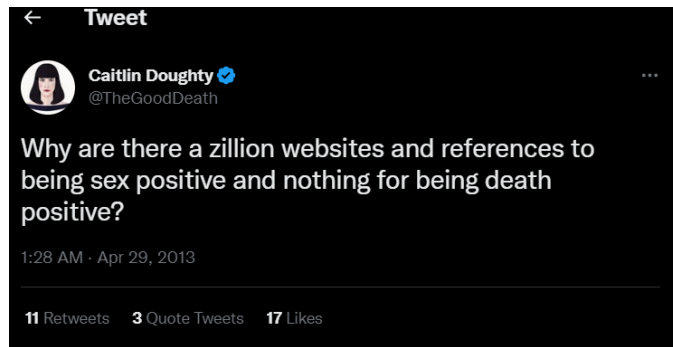 ← Tweet
Caitlin Doughty
@TheGoodDeath
Why are there a zillion websites and references to
being sex positive and nothing for being death
positive?
1:28 AM · Apr 29, 2013
11 Retweets 3 Quote Tweets 17 Likes